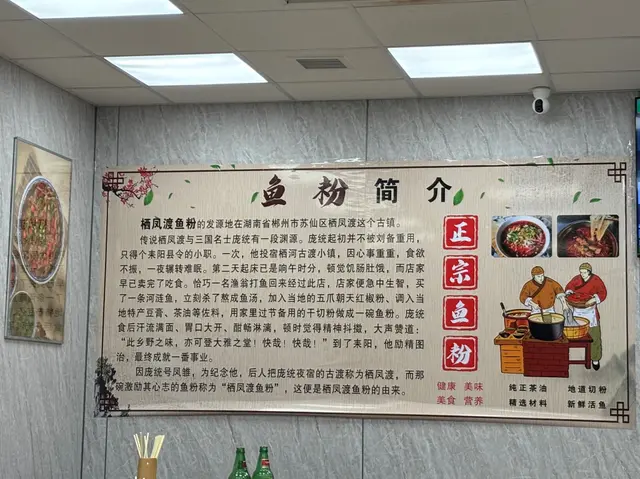 鱼粉简介
栖凤渡鱼粉的发源地在湖南省郴州市苏仙区栖凤渡这个古镇。
传说栖凤渡与三国名士庞统有一段渊源。庞统起初并不被刘备重用，
只得个耒阳县令的小职。一次，他投宿栖河古渡小镇，因心事重重，食欲
不振，一夜辗转难眠。第二天起床已是响午时分，顿觉饥肠肚饿，而店家
早已卖完了吃食。恰巧一名渔翁打鱼回来经过此店，店家便急中生智，买
了一条河涟鱼，立刻杀了熬成鱼汤，加入当地的五爪朝天红椒粉、调入当
地特产豆膏、茶油等佐料，用家里过节备用的干切粉做成一碗鱼粉。庞统
食后汗流满面、胃口大开、酣畅淋漓，顿时觉得精神抖擞，大声赞道：
“此乡野之味，亦可登大雅之堂！快哉！快哉！”到了耒阳，他励精图
治，最终成就一番事业。
因庞统号凤雏，为纪念他，后人把庞统夜宿的古渡称为栖凤渡，而那
碗激励其心志的鱼粉称为“栖凤渡鱼粉”，这便是栖凤渡鱼粉的由来。
正
宗
鱼
粉
健康 美味
美食 营养
纯正茶油 地道切粉
精选材料 新鲜活鱼